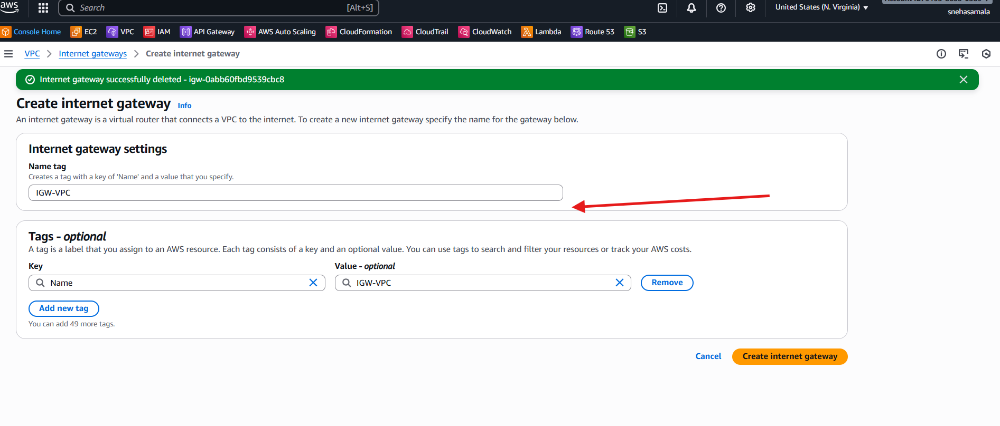 aws
Search [Alt+S]
United States (N. Virginia)
snehasamala
Console Home EC2 VPC IAM API Gateway AWS Auto Scaling CloudFormation CloudTrail CloudWatch Lambda Route 53 S3
VPC Internet gateways Create internet gateway
Internet gateway successfully deleted - igw-0abb60fbd9539cbc8
Create internet gateway Info
An internet gateway is a virtual router that connects a VPC to the internet. To create a new internet gateway specify the name for the gateway below.
Internet gateway settings
Name tag
Creates a tag with a key of 'Name' and a value that you specify.
IGW-VPC
Tags - optional
A tag is a label that you assign to an AWS resource. Each tag consists of a key and an optional value. You can use tags to search and filter your resources or track your AWS costs.
Key Value - optional
Name IGW-VPC Remove
Add new tag
You can add 49 more tags.
Cancel Create internet gateway